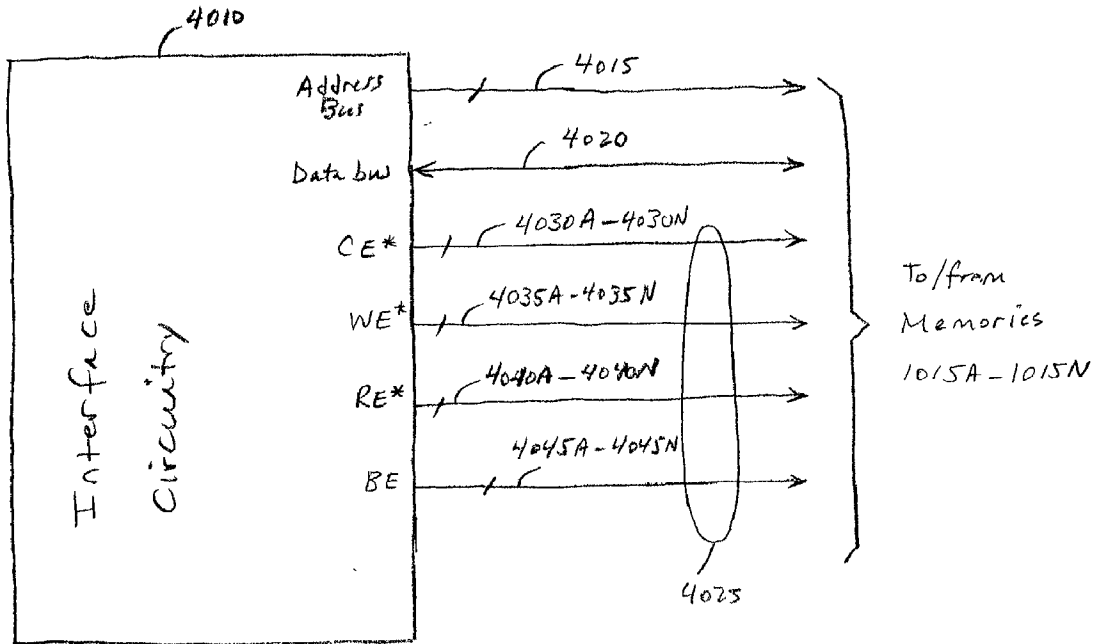 4010
Address
Bus
4015
Data bus
4020
CE*
4030A-4030N
WE*
4035A-4035N
RE*
4040A-4040N
BE
4045A-4045N
4025
Interface
Circuitry
To/from
Memories
1015A-1015N